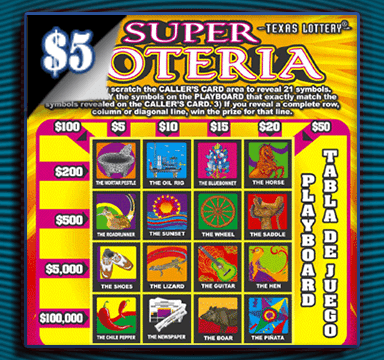 $5
SUPER
TEXAS LOTTERY
OTERIA
scratch the CALLER'S CARD area to reveal 21 symbols.
the symbols on the PLAYBOARD that exactly match the
symbols revealed on the CALLER'S CARD. 3) If you reveal a complete row,
column or diagonal line, win the prize for that line.
$100 $5 $10 $15 $20 $50
$200
THE MORTAR PESTLE THE OIL RIG THE BLUEBONNET THE HORSE
$500
THE ROADRUNNER THE SUNSET THE WHEEL THE SADDLE
$5,000
THE SHOES THE LIZARD THE GUITAR THE HEN
$100,000
THE CHILE PEPPER THE NEWSPAPER THE BOAR THE PIÑATA
PLAYBOARD
TABLA DE JUEGO